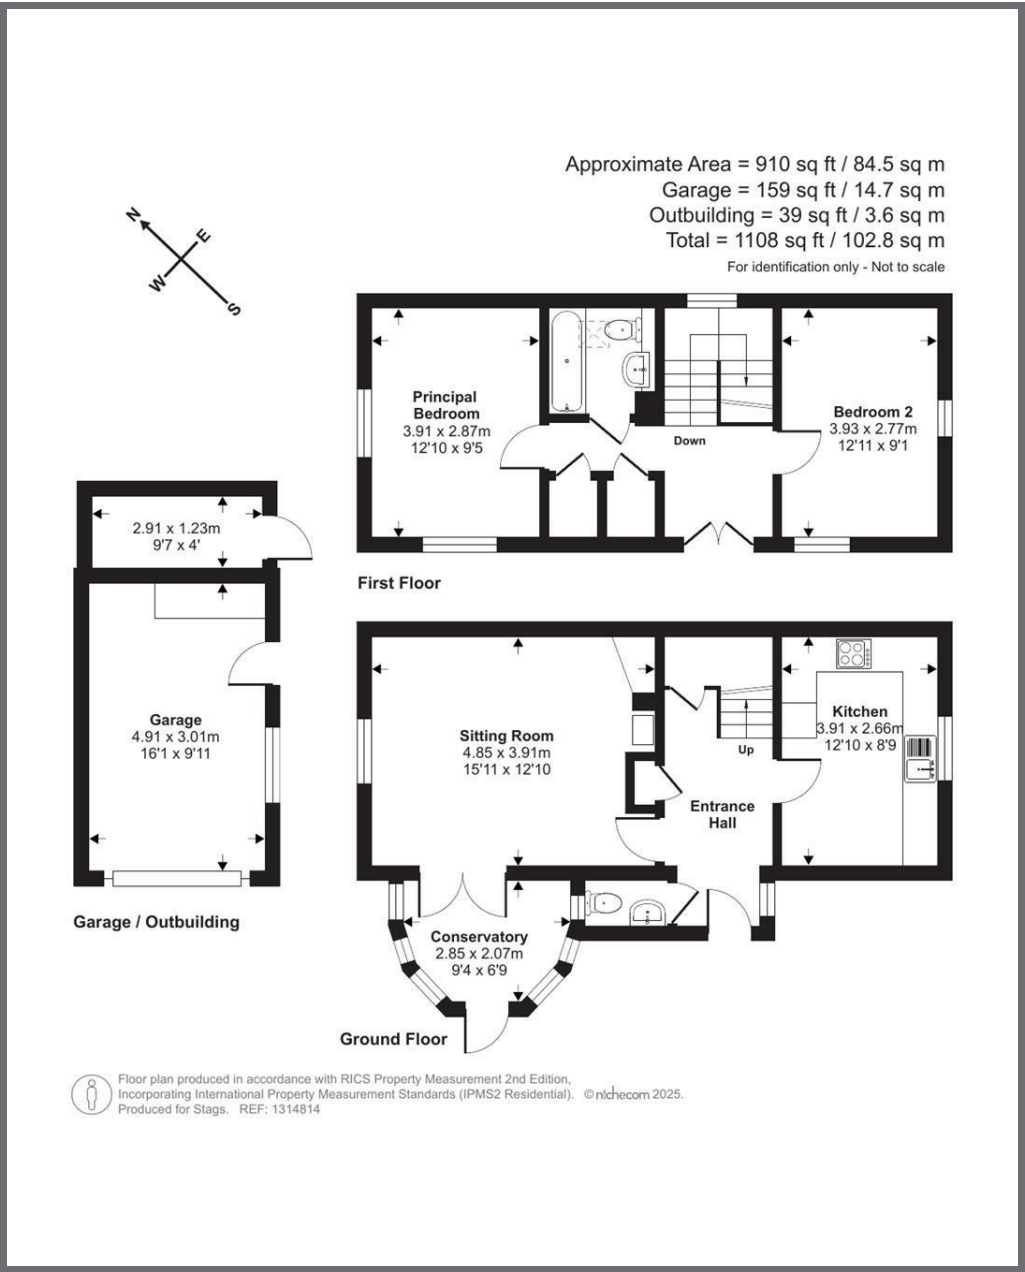 Approximate Area = 910 sq ft / 84.5 sq m
Garage = 159 sq ft / 14.7 sq m
Outbuilding = 39 sq ft / 3.6 sq m
Total = 1108 sq ft / 102.8 sq m
For identification only - Not to scale
N
E
W
S
Principal
Bedroom
3.91 x 2.87m
12'10 x 9'5
Down
Bedroom 2
3.93 x 2.77m
12'11 x 9'1
First Floor
2.91 x 1.23m
9'7 x 4'
Garage
4.91 x 3.01m
16'1 x 9'11
Garage / Outbuilding
Sitting Room
4.85 x 3.91m
15'11 x 12'10
Up
Entrance
Hall
Kitchen
3.91 x 2.66m
12'10 x 8'9
Conservatory
2.85 x 2.07m
9'4 x 6'9
Ground Floor
Floor plan produced in accordance with RICS Property Measurement 2nd Edition,
Incorporating International Property Measurement Standards (IPMS2 Residential). © nichecom 2025.
Produced for Stags. REF: 1314814